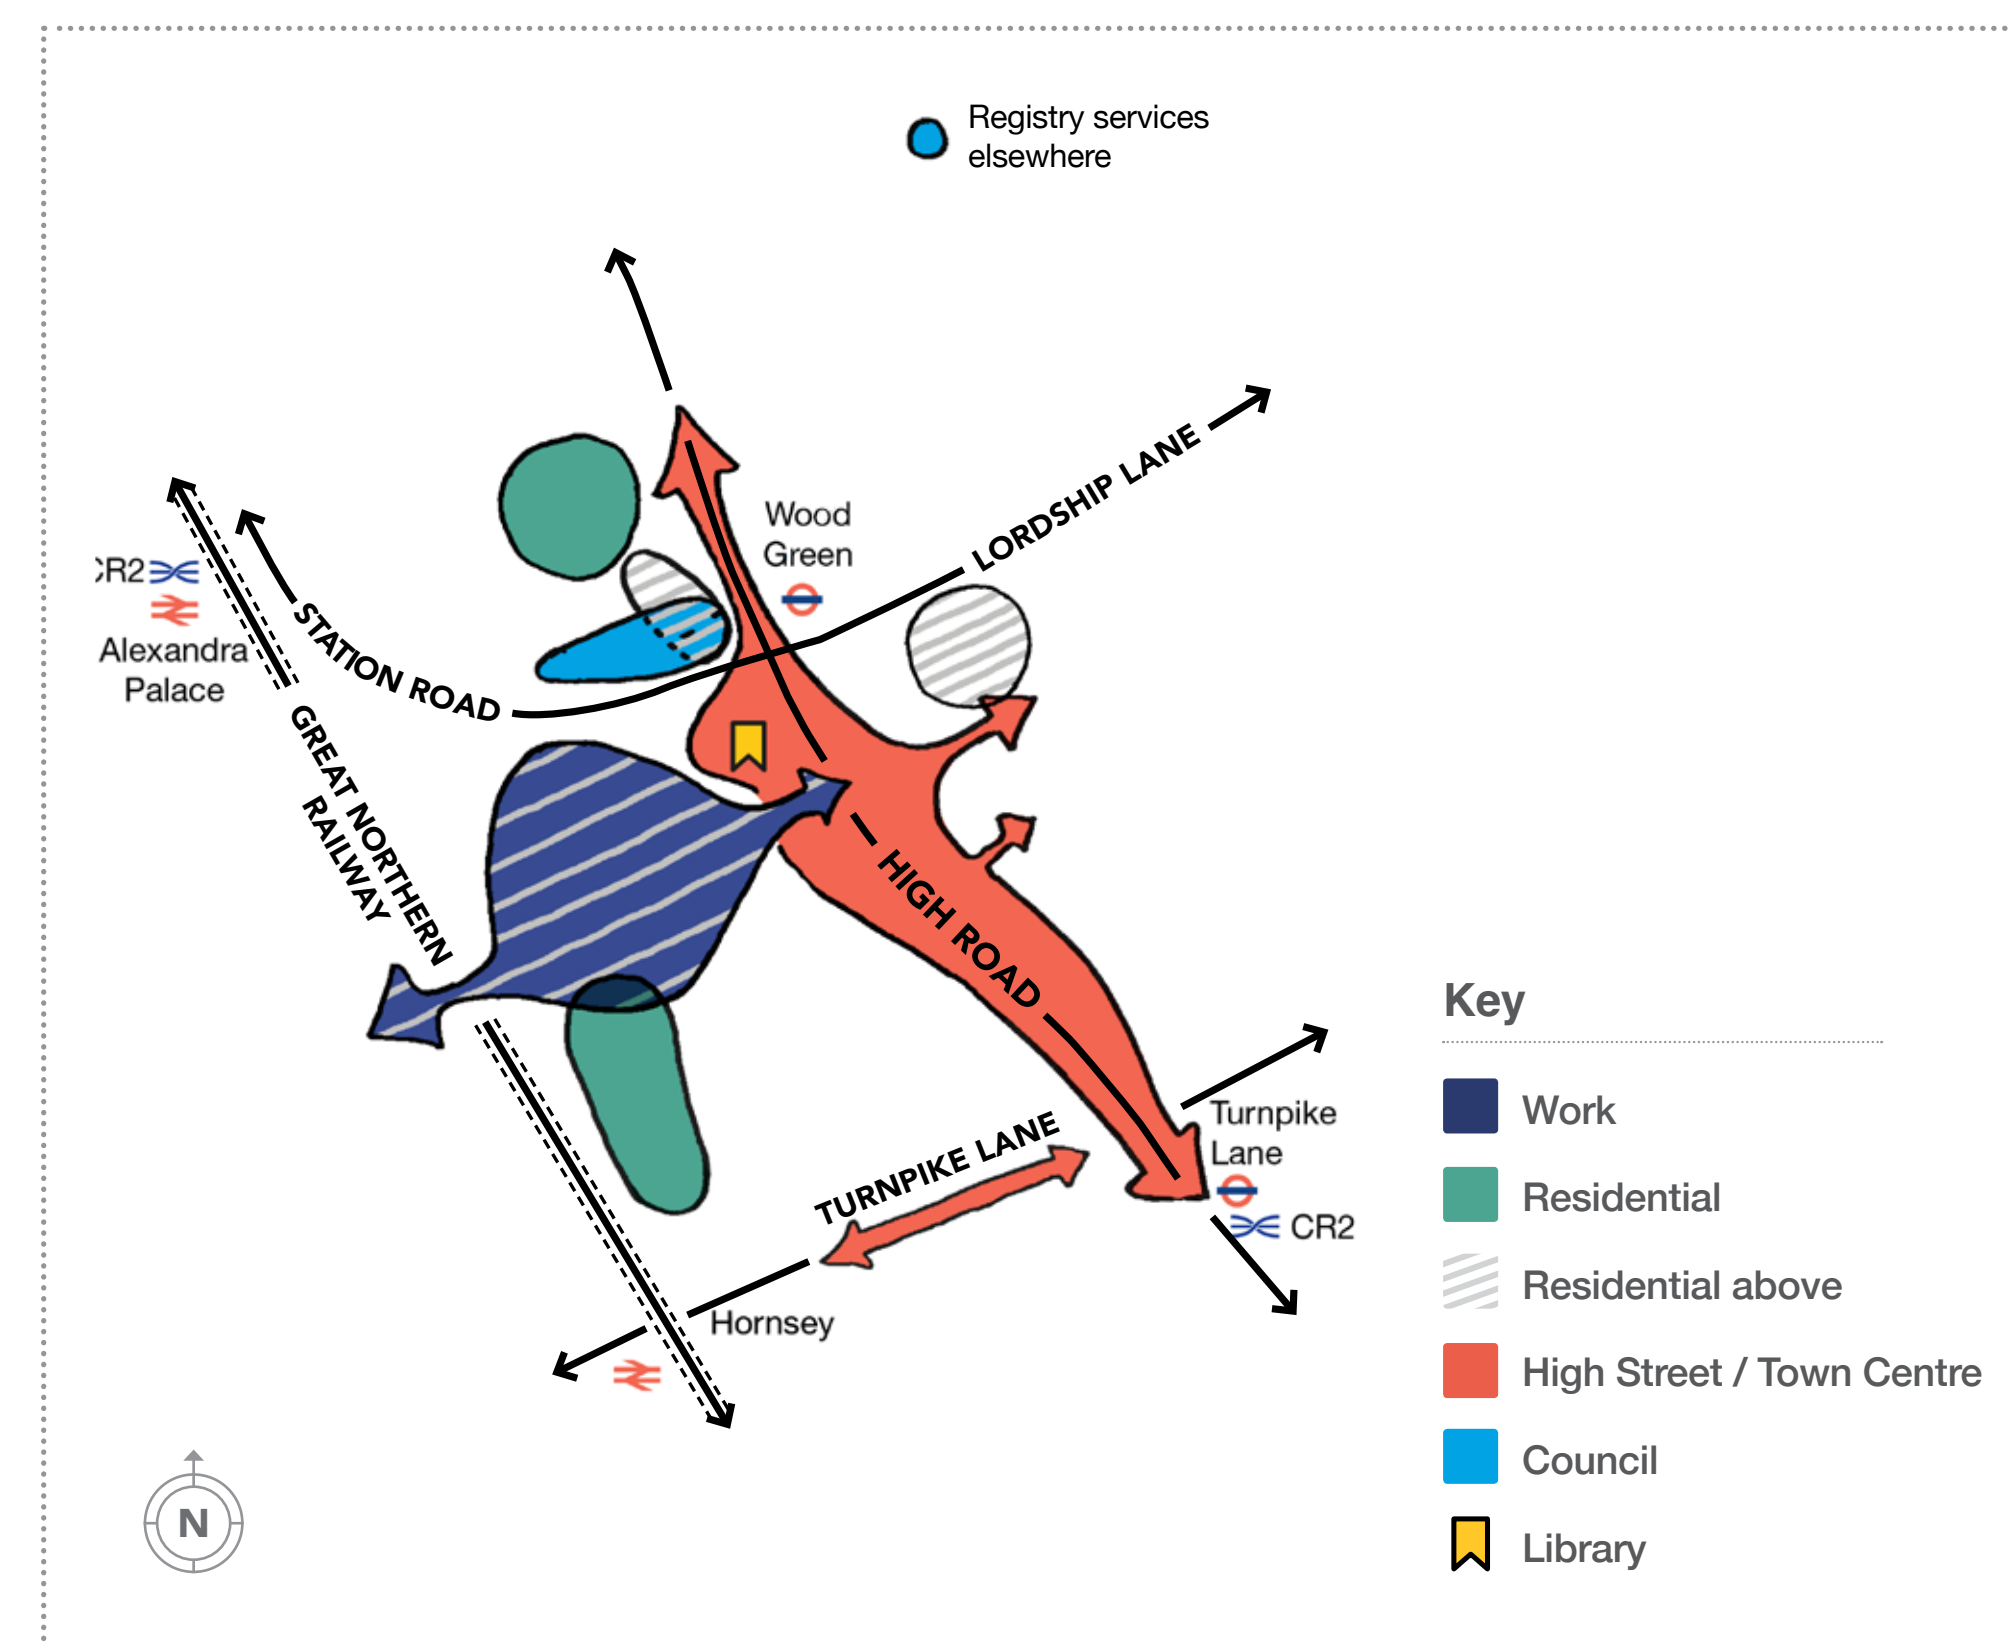 Registry services
elsewhere
Wood
Green
LORDSHIP LANE
CR2
Alexandra
Palace
STATION ROAD
GREAT NORTHERN
RAILWAY
HIGH ROAD
Turnpike
Lane
CR2
TURNPIKE LANE
Hornsey
N
Key
Work
Residential
Residential above
High Street / Town Centre
Council
Library